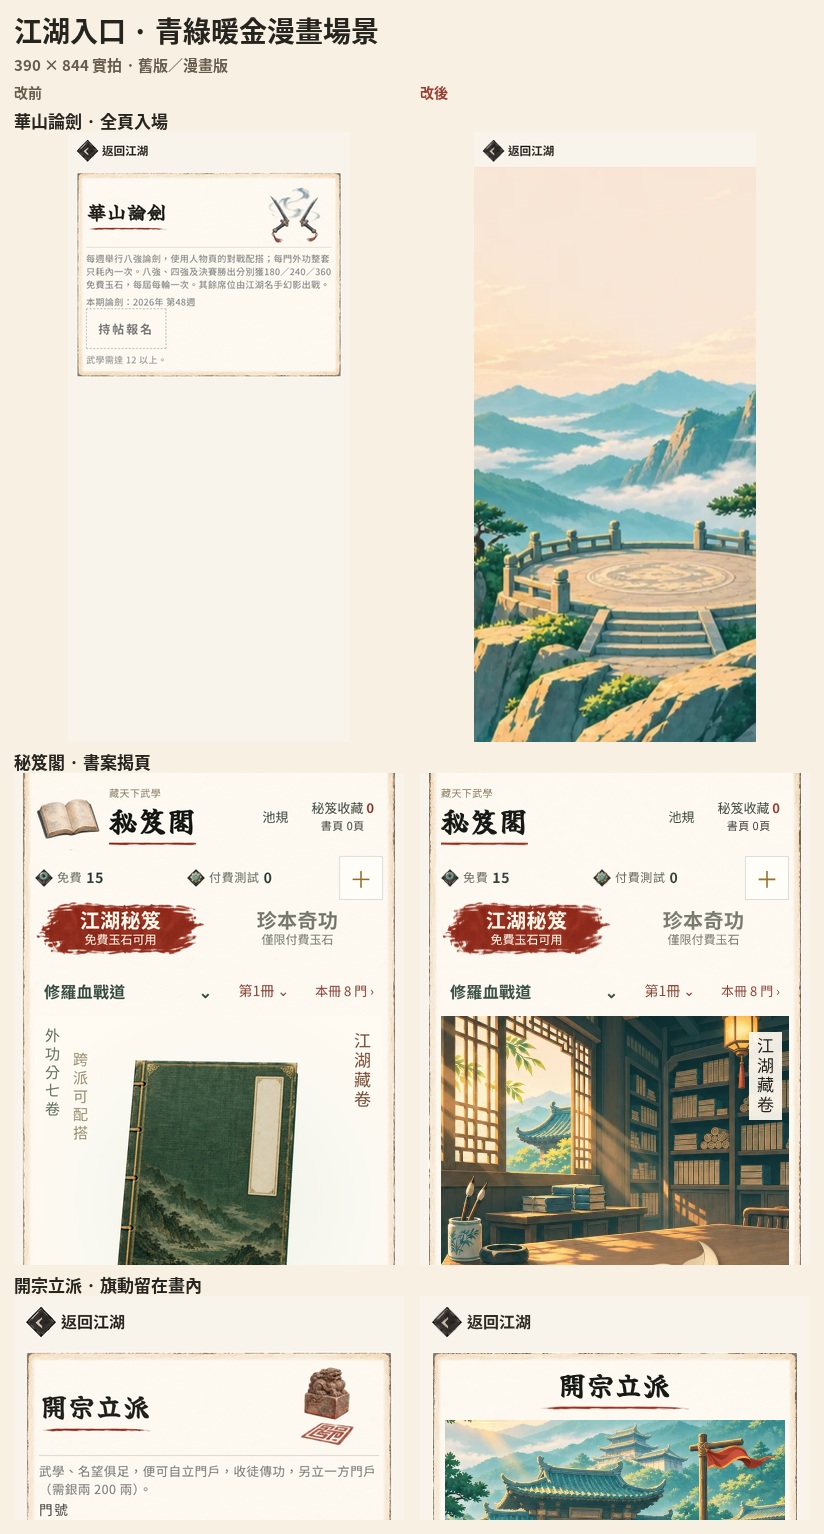 江湖入口 · 青綠暖金漫畫場景
390 × 844 實拍 · 舊版／漫畫版
改前
改後
華山論劍 · 全頁入場
返回江湖
華山論劍
每週舉行八強論劍，使用人物頁的對戰配搭；每門外功整套
只耗內一次。八強、四強及決賽勝出分別獲180／240／360
免費玉石，每屆每輪一次。其餘席位由江湖名手幻影出戰。
本期論劍：2026年 第48週
持帖報名
武學需達 12 以上。
返回江湖
秘笈閣 · 書案揭頁
藏天下武學
秘笈閣
池規
秘笈收藏 0
書頁 0頁
免費 15
付費測試 0
江湖秘笈
免費玉石可用
珍本奇功
僅限付費玉石
修羅血戰道
第1冊
本冊 8 門 ›
外功分七卷
跨派可配搭
江湖藏卷
藏天下武學
秘笈閣
池規
秘笈收藏 0
書頁 0頁
免費 15
付費測試 0
江湖秘笈
免費玉石可用
珍本奇功
僅限付費玉石
修羅血戰道
第1冊
本冊 8 門 ›
江湖藏卷
開宗立派 · 旗動留在畫內
返回江湖
開宗立派
武學、名望俱足，便可自立門戶，收徒傳功，另立一方門戶
（需銀兩 200 兩）。
門號
返回江湖
開宗立派